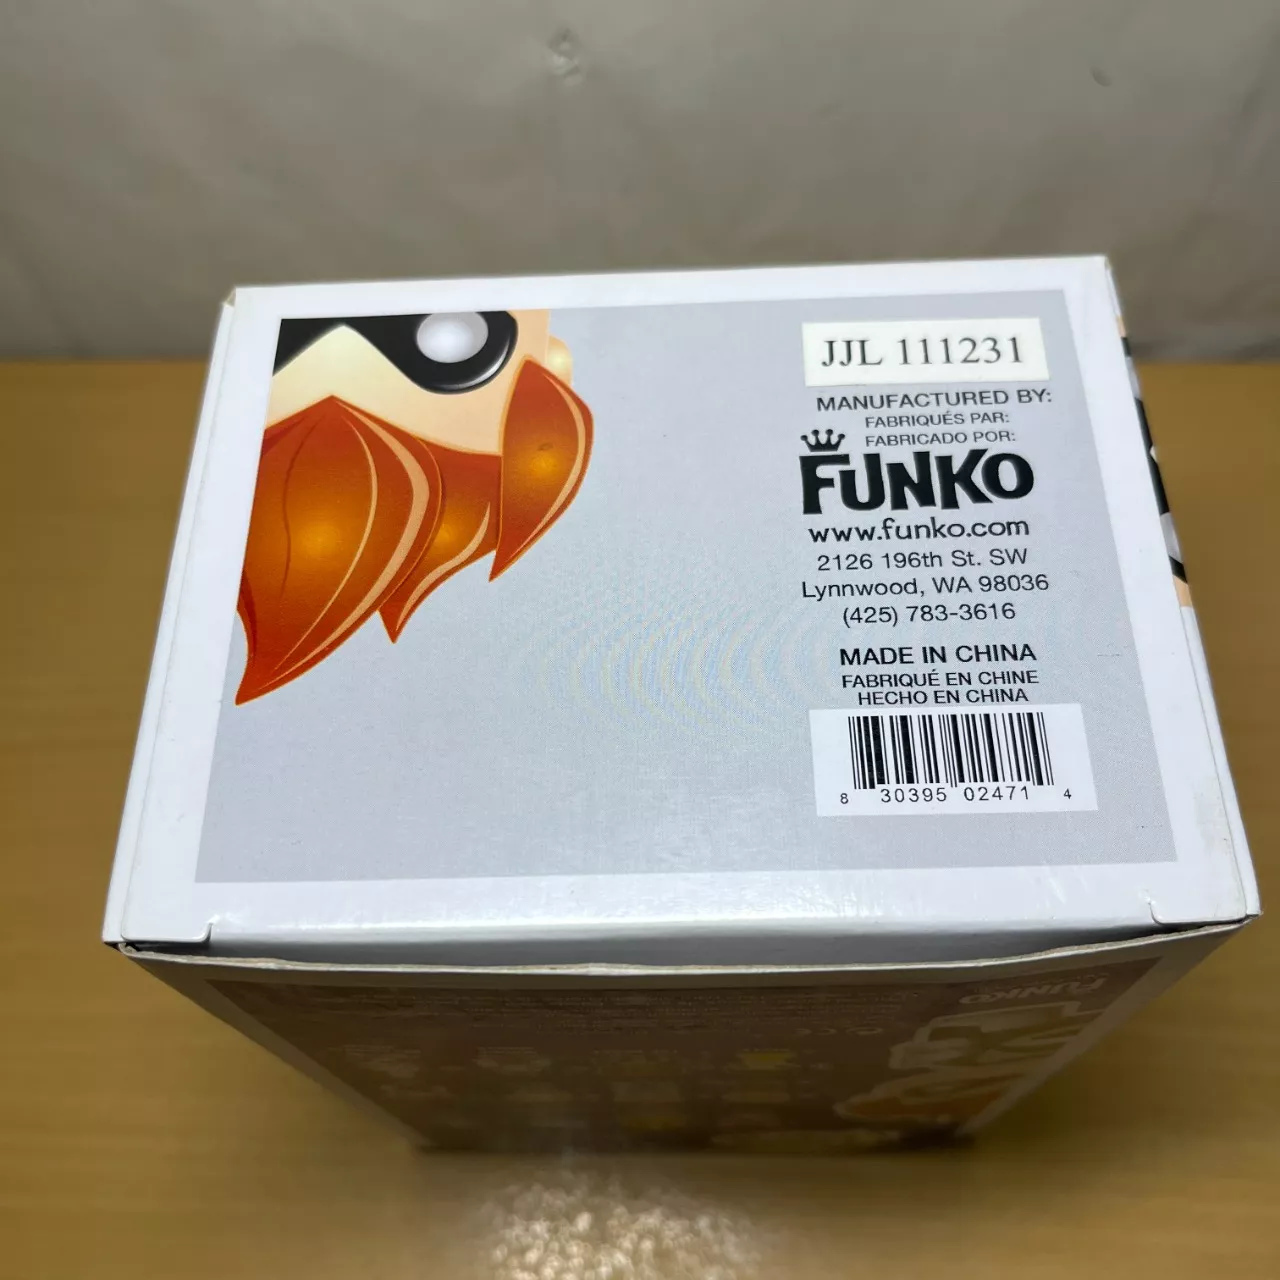 JJL 111231
MANUFACTURED BY:
FABRIQUÉS PAR:
FABRICADO POR:
FUNKO
www.funko.com
2126 196th St. SW
Lynnwood, WA 98036
(425) 783-3616
MADE IN CHINA
FABRIQUÉ EN CHINE
HECHO EN CHINA
8 30395 02471 4
FUNKO